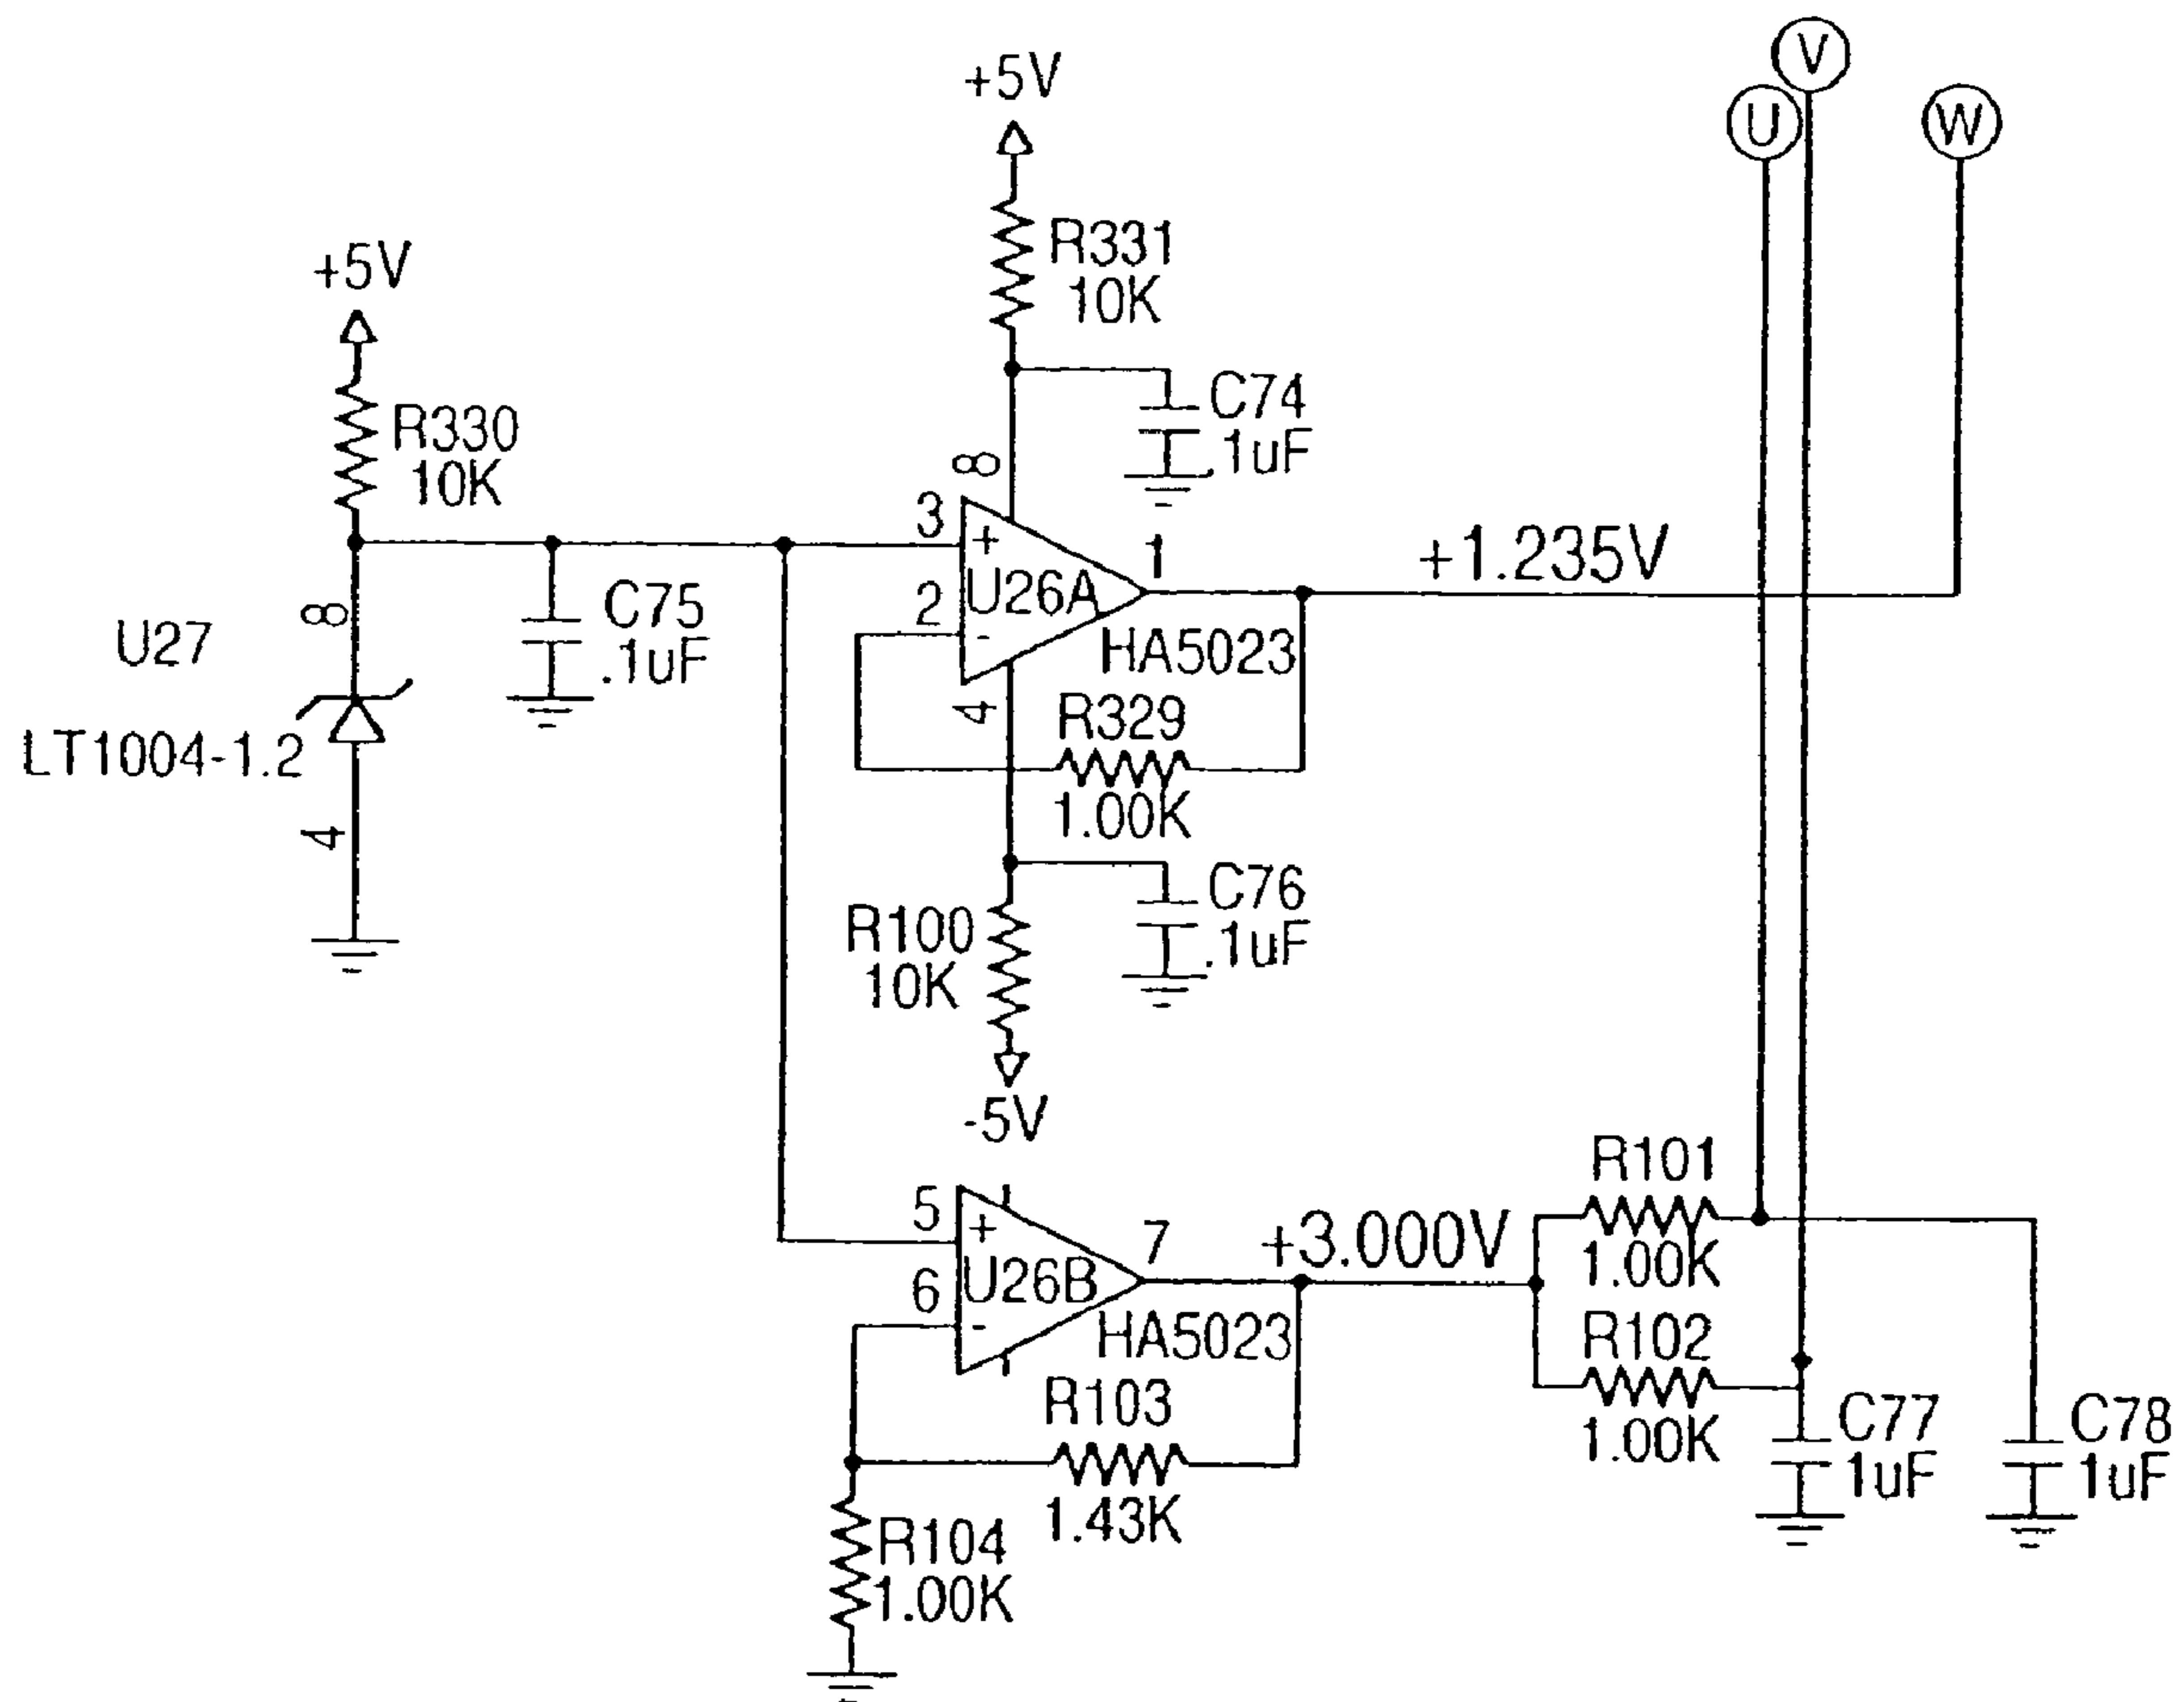 V
U
W
+5V
R331
10K
+5V
R330
10K
C74
.1uF
8
3
+
U26A
1
+1.235V
2
-
HA5023
8
C75
.1uF
U27
4
R329
1.00K
LT1004-1.2
4
C76
.1uF
R100
10K
-5V
R101
1.00K
5
+
U26B
7
+3.000V
6
-
HA5023
R102
1.00K
R103
1.43K
C77
1uF
C78
1uF
R104
1.00K